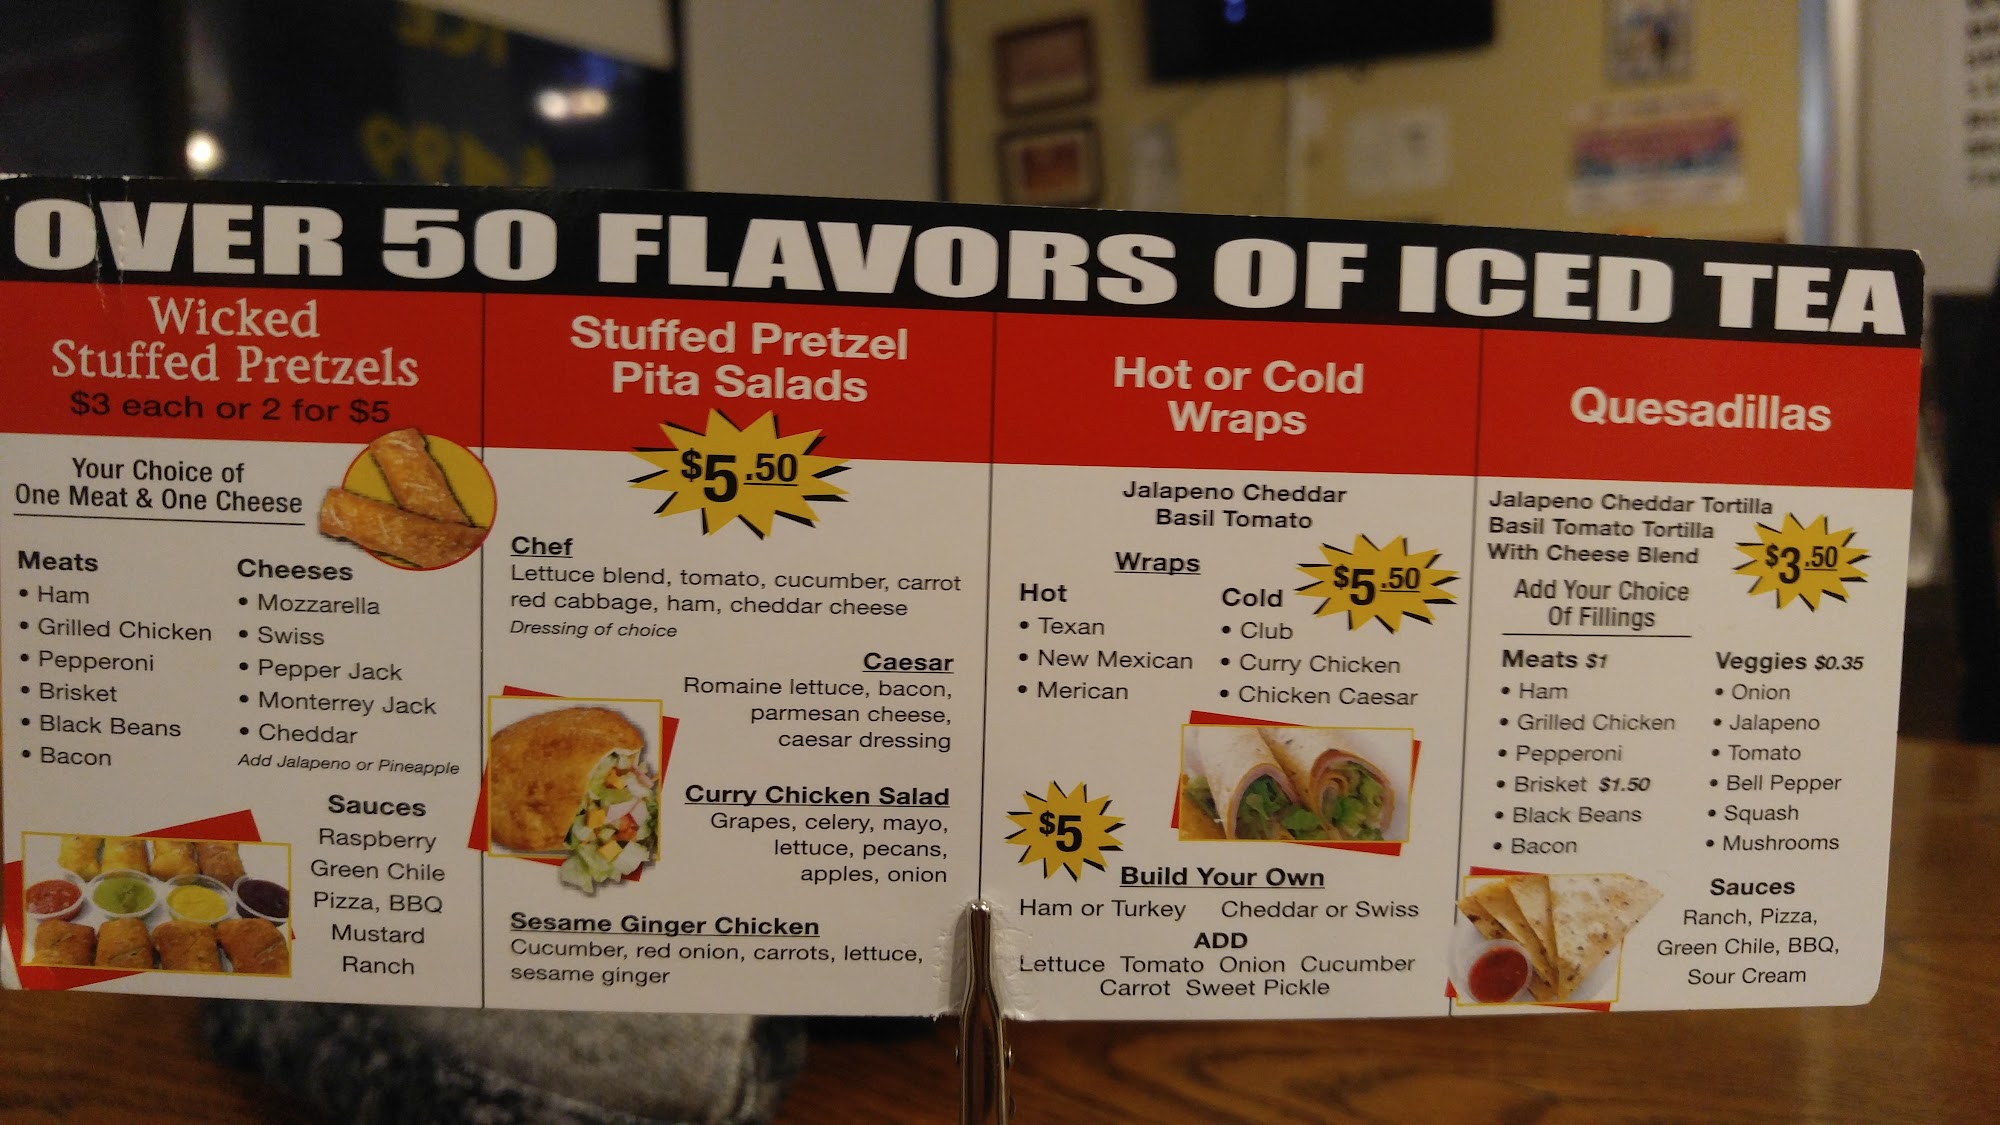 OVER 50 FLAVORS OF ICED TEA
Wicked
Stuffed Pretzels
$3 each or 2 for $5
Your Choice of
One Meat & One Cheese
Meats
• Ham
• Grilled Chicken
• Pepperoni
• Brisket
• Black Beans
• Bacon
Cheeses
• Mozzarella
• Swiss
• Pepper Jack
• Monterrey Jack
• Cheddar
Add Jalapeno or Pineapple
Sauces
Raspberry
Green Chile
Pizza, BBQ
Mustard
Ranch
Stuffed Pretzel
Pita Salads
$5.50
Chef
Lettuce blend, tomato, cucumber, carrot
red cabbage, ham, cheddar cheese
Dressing of choice
Caesar
Romaine lettuce, bacon,
parmesan cheese,
caesar dressing
Curry Chicken Salad
Grapes, celery, mayo,
lettuce, pecans,
apples, onion
Sesame Ginger Chicken
Cucumber, red onion, carrots, lettuce,
sesame ginger
Hot or Cold
Wraps
Jalapeno Cheddar
Basil Tomato
Wraps
$5.50
Hot
• Texan
• New Mexican
• Merican
Cold
• Club
• Curry Chicken
• Chicken Caesar
$5
Build Your Own
Ham or Turkey Cheddar or Swiss
ADD
Lettuce Tomato Onion Cucumber
Carrot Sweet Pickle
Quesadillas
Jalapeno Cheddar Tortilla
Basil Tomato Tortilla
With Cheese Blend
$3.50
Add Your Choice
Of Fillings
Meats $1
• Ham
• Grilled Chicken
• Pepperoni
• Brisket $1.50
• Black Beans
• Bacon
Veggies $0.35
• Onion
• Jalapeno
• Tomato
• Bell Pepper
• Squash
• Mushrooms
Sauces
Ranch, Pizza,
Green Chile, BBQ,
Sour Cream